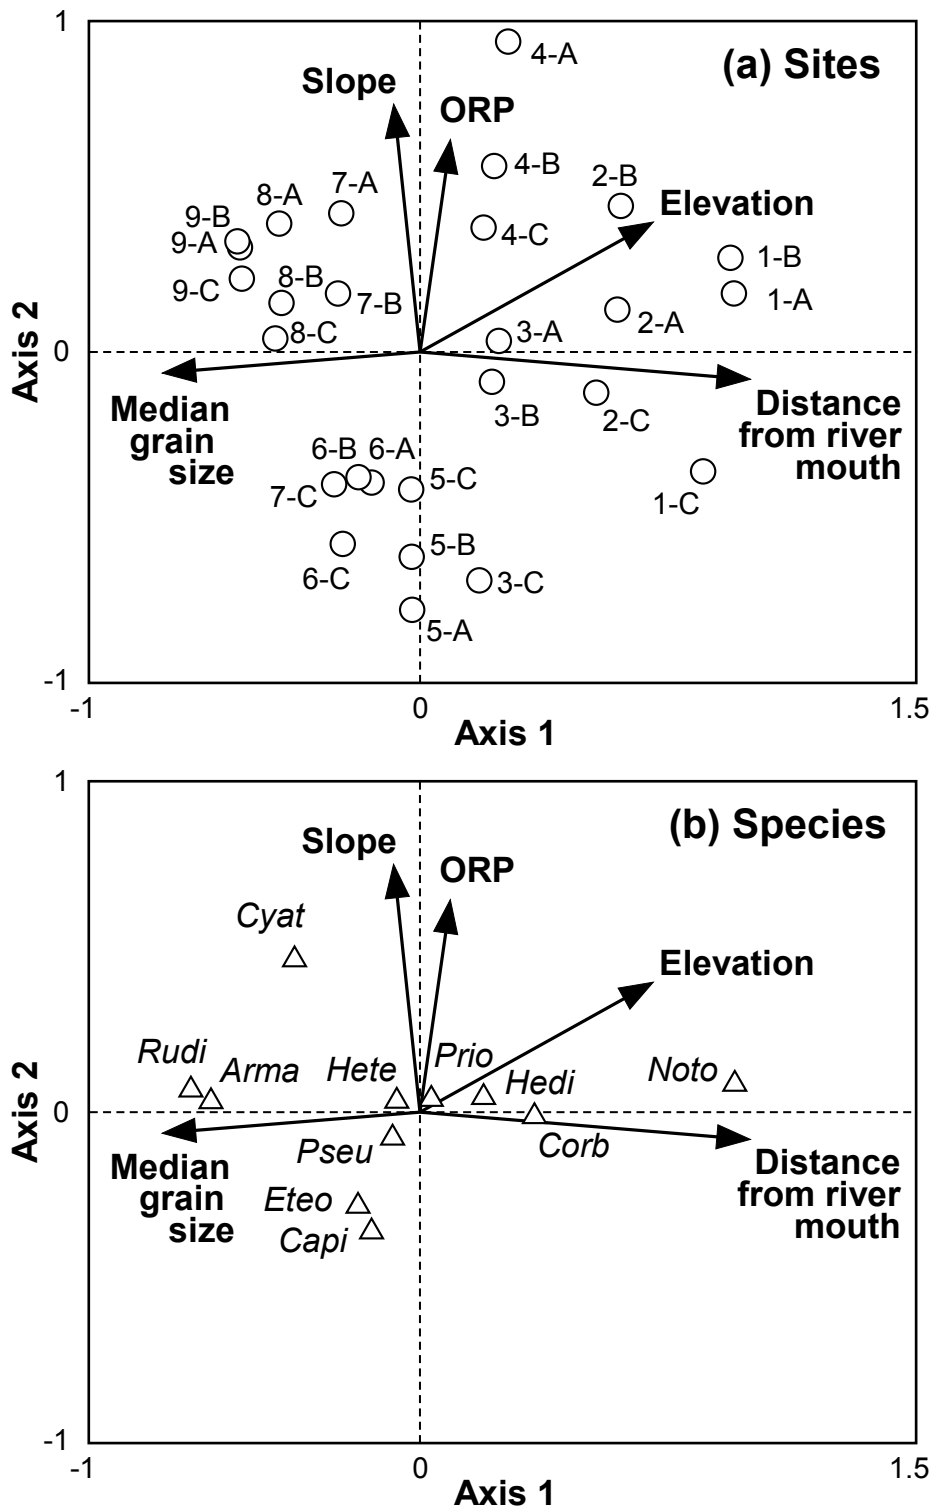 1
4-A
(a) Sites
Slope
ORP
4-B
2-B
7-A
8-A
Elevation
9-B
9-A
4-C
1-B
9-C
8-B
7-B
1-A
2-A
8-C
3-A
Axis 2
0
Median
grain
size
3-B
2-C
Distance
from river
mouth
6-B
6-A
7-C
5-C
1-C
5-B
6-C
3-C
5-A
-1
-1
0
1.5
Axis 1
1
(b) Species
Slope
ORP
Cyat
Elevation
Rudi
Arma
Hete
Prio
Hedi
Noto
Axis 2
0
Pseu
Corb
Median
grain
size
Distance
from river
mouth
Eteo
Capi
-1
-1
0
1.5
Axis 1